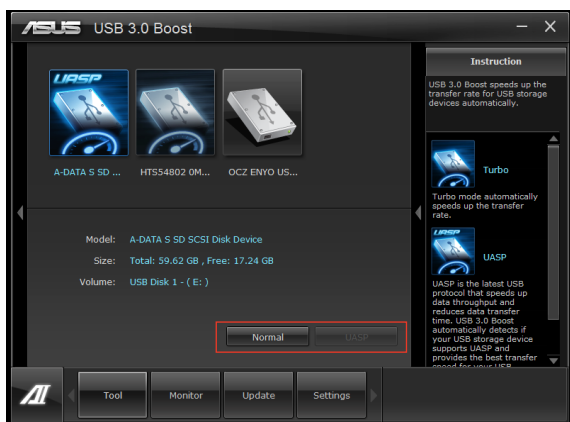 ASUS USB 3.0 Boost
UASP
A-DATA S SD ...
HTS54802 0M...
OCZ ENYO US...
Model: A-DATA S SD SCSI Disk Device
Size: Total: 59.62 GB , Free: 17.24 GB
Volume: USB Disk 1 - ( E: )
Normal
UASP
Instruction
USB 3.0 Boost speeds up the
transfer rate for USB storage
devices automatically.
Turbo
Turbo mode automatically
speeds up the transfer
rate.
UASP
UASP
UASP is the latest USB
protocol that speeds up
data throughput and
reduces data transfer
time. USB 3.0 Boost
automatically detects if
your USB storage device
supports UASP and
provides the best transfer
speed for your USB
AI
Tool
Monitor
Update
Settings